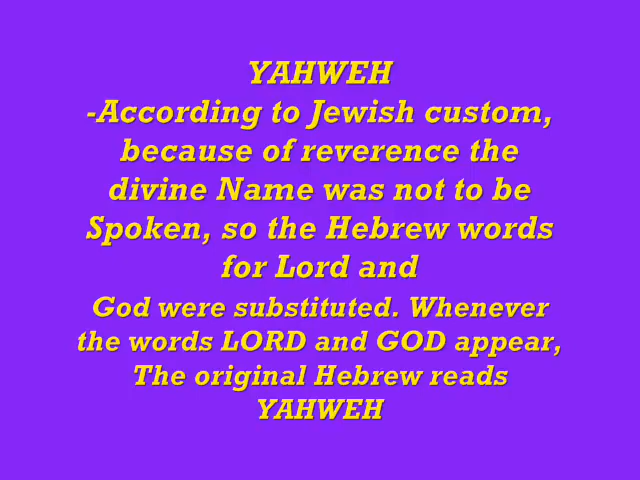 YAHWEH
-According to Jewish custom,
because of reverence the
divine Name was not to be
Spoken, so the Hebrew words
for Lord and
God were substituted. Whenever
the words LORD and GOD appear,
The original Hebrew reads
YAHWEH